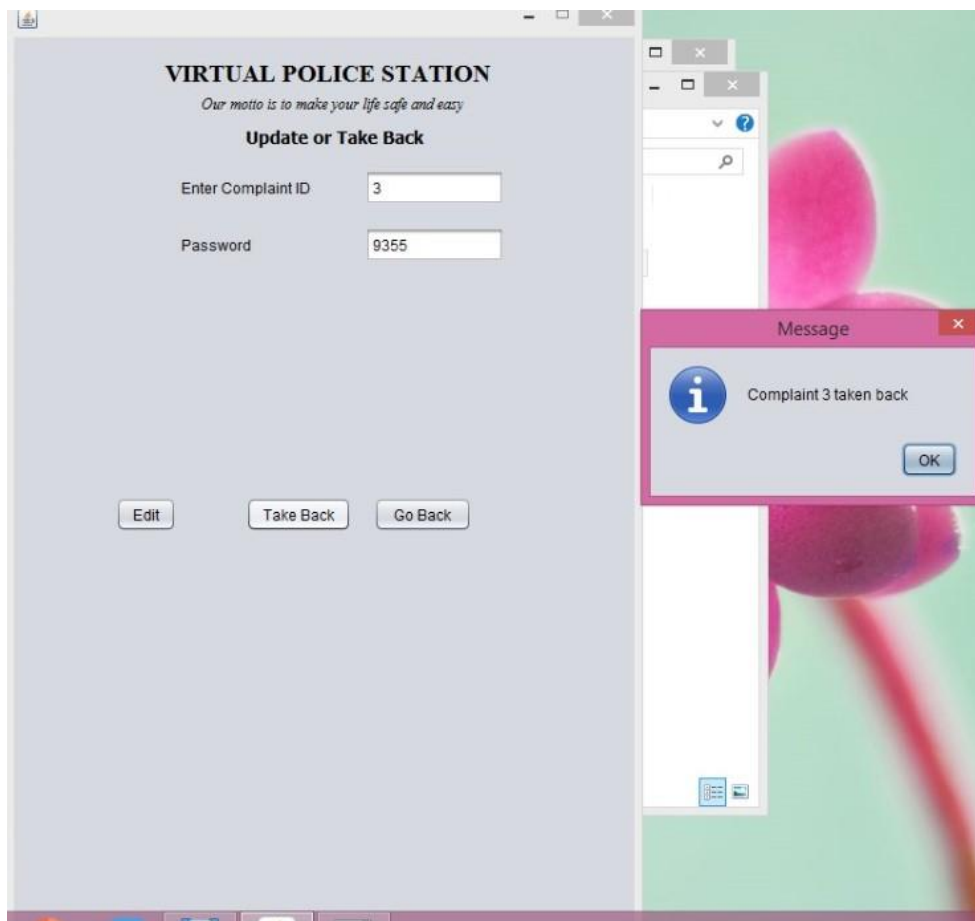 VIRTUAL POLICE STATION
Our motto is to make your life safe and easy
Update or Take Back
Enter Complaint ID 3
Password 9355
Edit Take Back Go Back
Message
Complaint 3 taken back
OK